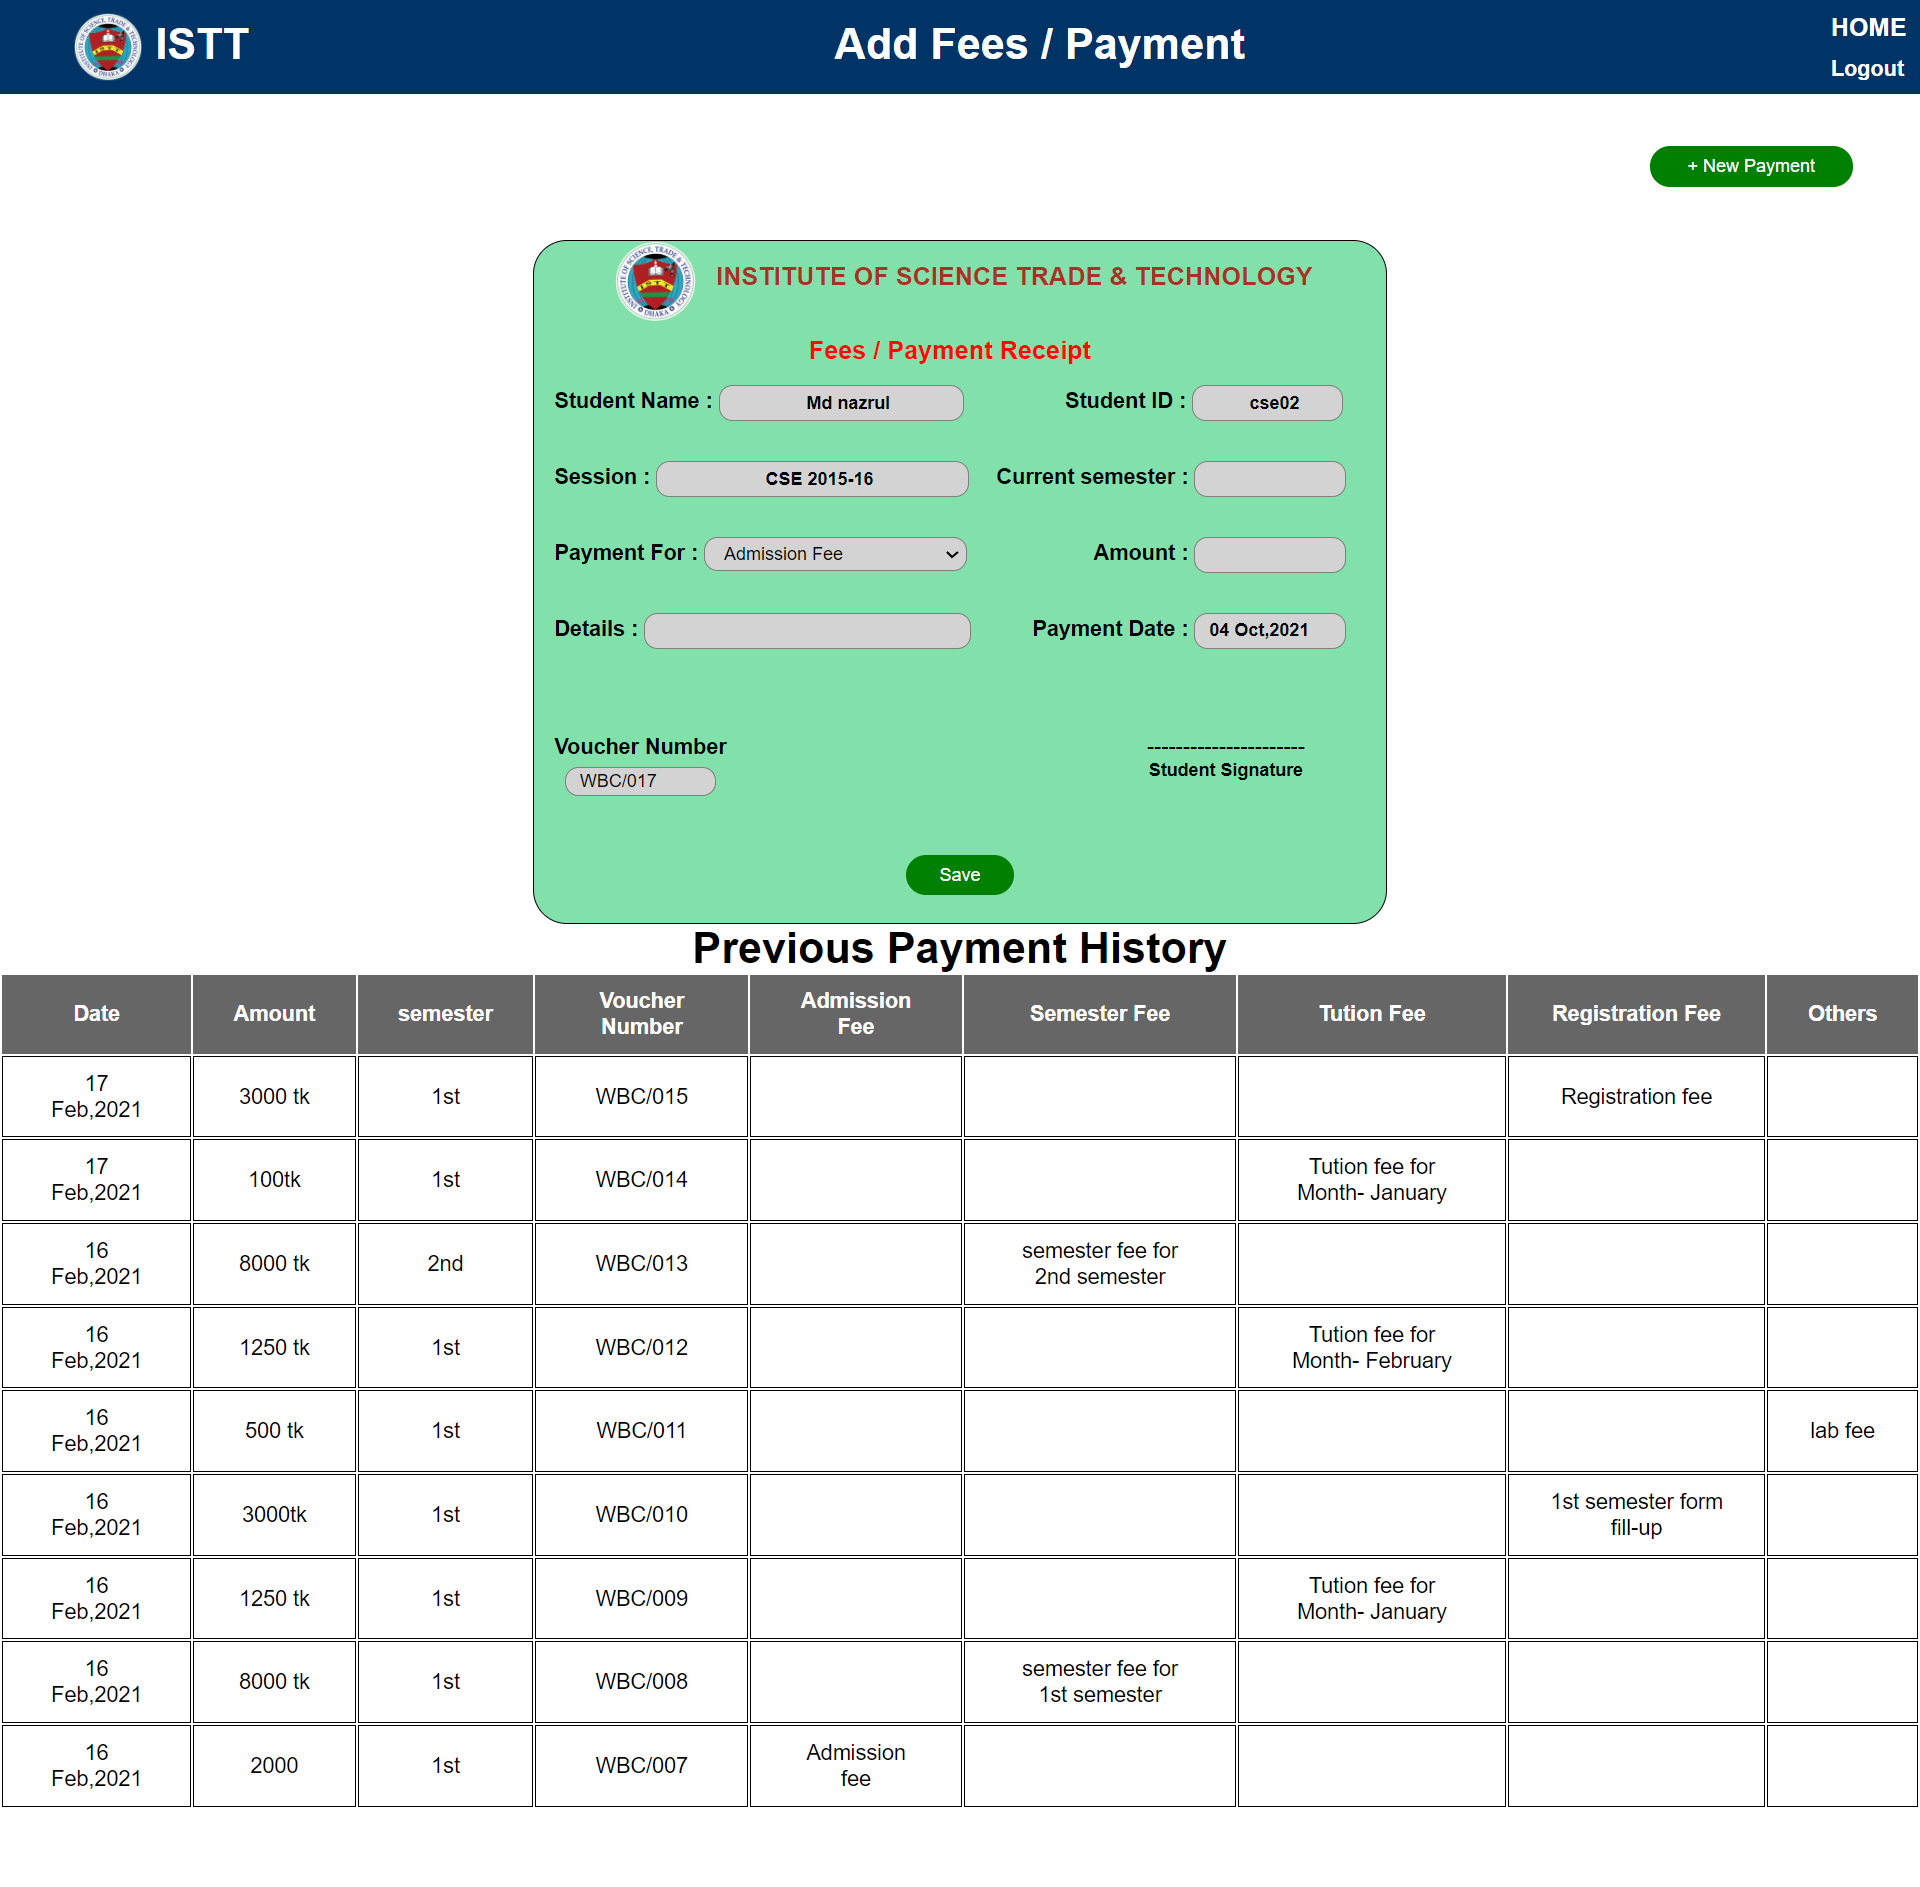 ISTT
Add Fees / Payment
HOME
Logout
+ New Payment
INSTITUTE OF SCIENCE, TRADE & TECHNOLOGY
ISTT
DHAKA
INSTITUTE OF SCIENCE TRADE & TECHNOLOGY
Fees / Payment Receipt
Student Name : Md nazrul Student ID : cse02
Session : CSE 2015-16 Current semester :
Payment For : Admission Fee Amount :
Details : Payment Date : 04 Oct,2021
Voucher Number -----------------------
WBC/017 Student Signature
Save
Previous Payment History
Date Amount semester Voucher Number Admission Fee Semester Fee Tution Fee Registration Fee Others
17 Feb,2021 3000 tk 1st WBC/015 Registration fee
17 Feb,2021 100tk 1st WBC/014 Tution fee for Month- January
16 Feb,2021 8000 tk 2nd WBC/013 semester fee for 2nd semester
16 Feb,2021 1250 tk 1st WBC/012 Tution fee for Month- February
16 Feb,2021 500 tk 1st WBC/011 lab fee
16 Feb,2021 3000tk 1st WBC/010 1st semester form fill-up
16 Feb,2021 1250 tk 1st WBC/009 Tution fee for Month- January
16 Feb,2021 8000 tk 1st WBC/008 semester fee for 1st semester
16 Feb,2021 2000 1st WBC/007 Admission fee